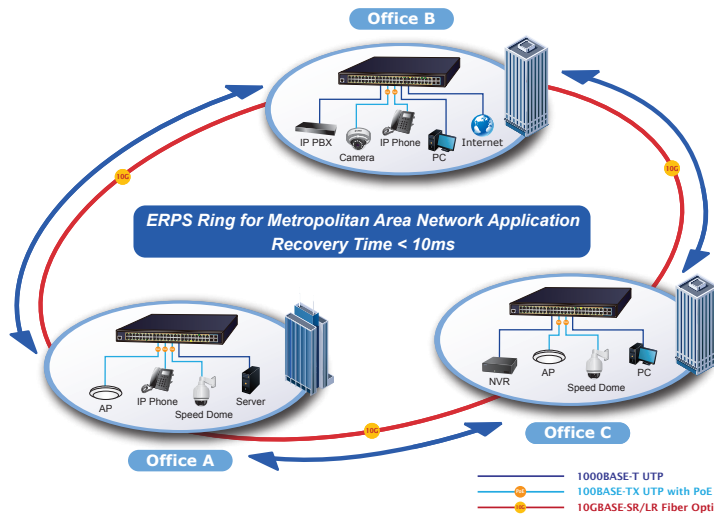 Office B
IP PBX
Camera
IP Phone
PC
Internet
10G
10G
ERPS Ring for Metropolitan Area Network Application
Recovery Time < 10ms
AP
IP Phone
Speed Dome
Server
NVR
AP
Speed Dome
PC
10G
Office A
Office C
1000BASE-T UTP
PoE
100BASE-TX UTP with PoE
10G
10GBASE-SR/LR Fiber Opti